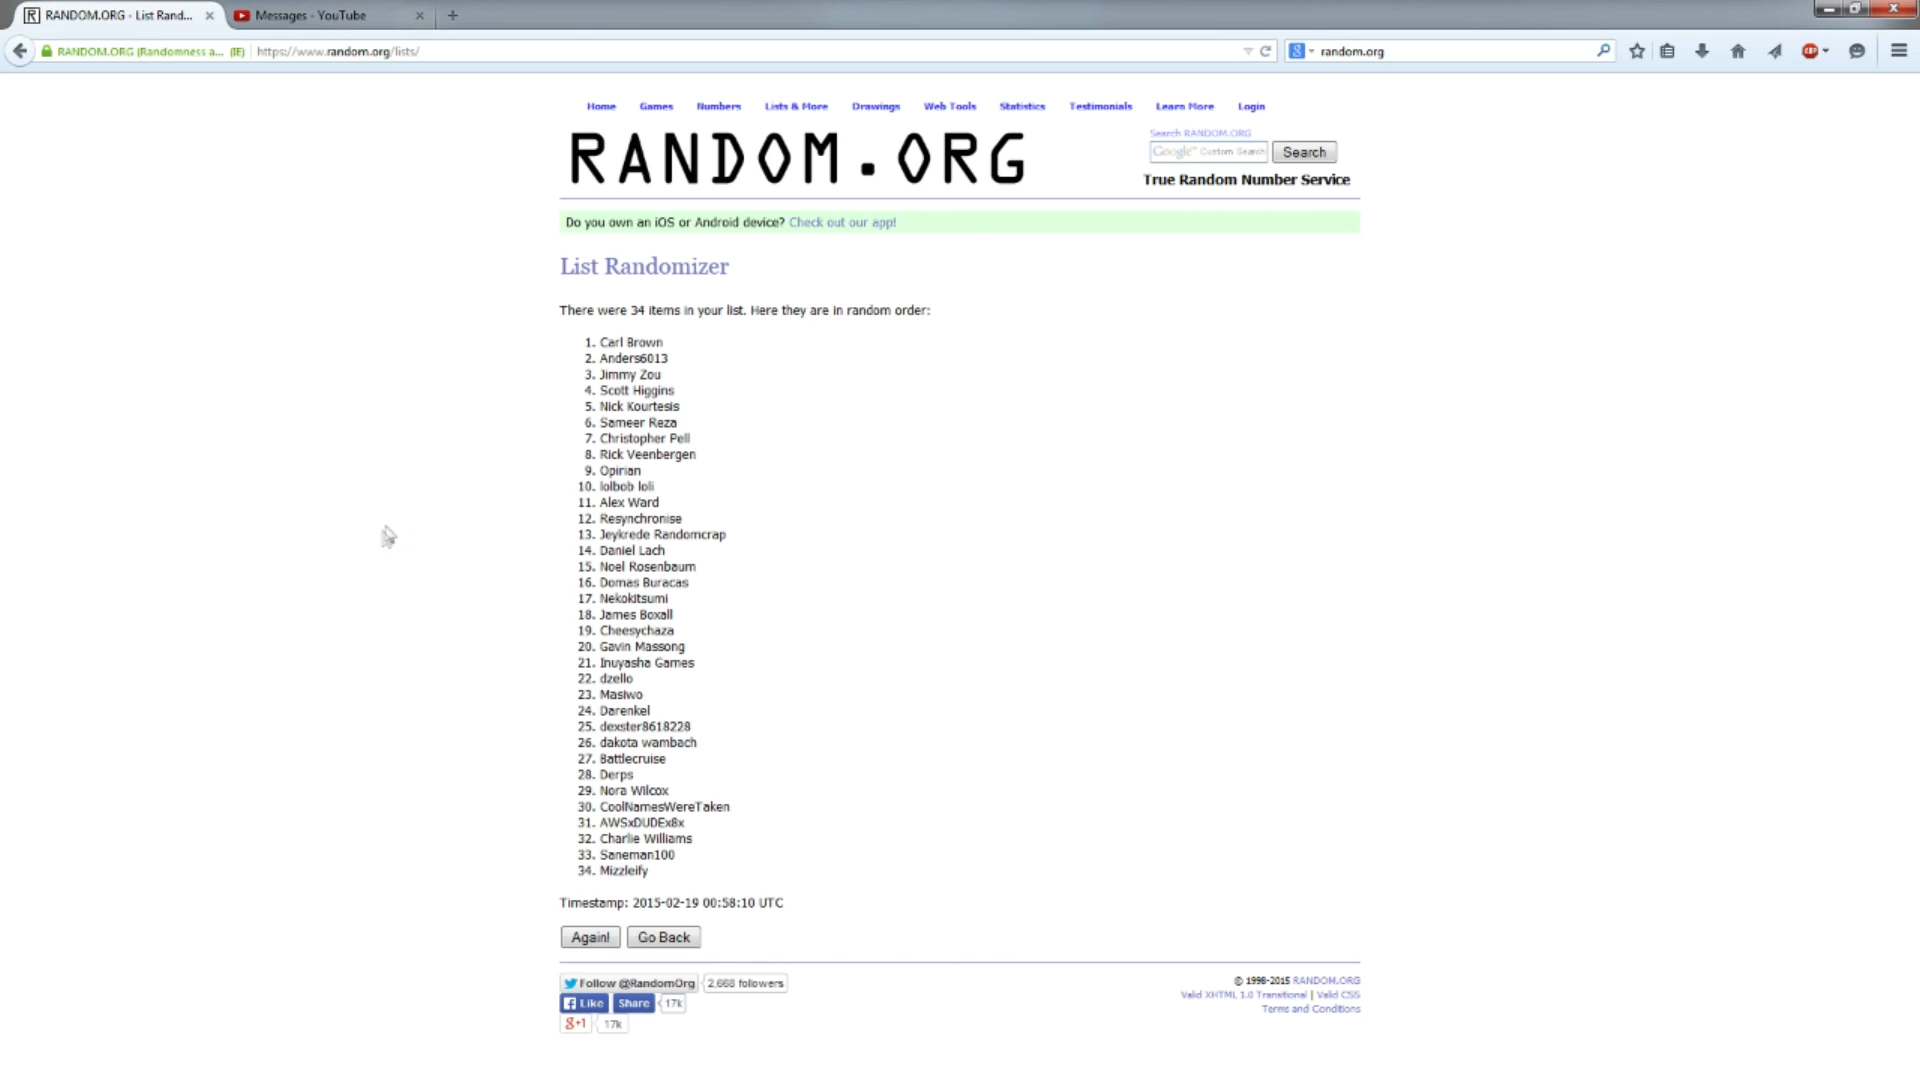 RANDOM.ORG - List Rand...
Messages - YouTube
RANDOM.ORG (Randomness a... (IE)
https://www.random.org/lists/
random.org
Home Games Numbers Lists & More Drawings Web Tools Statistics Testimonials Learn More Login
RANDOM.ORG
Search RANDOM.ORG
Google™ Custom Search
Search
True Random Number Service
Do you own an iOS or Android device? Check out our app!
List Randomizer
There were 34 items in your list. Here they are in random order:
1. Carl Brown
2. Anders6013
3. Jimmy Zou
4. Scott Higgins
5. Nick Kourtesis
6. Sameer Reza
7. Christopher Pell
8. Rick Veenbergen
9. Opirian
10. lolbob loli
11. Alex Ward
12. Resynchronise
13. Jeykrede Randomcrap
14. Daniel Lach
15. Noel Rosenbaum
16. Domas Buracas
17. Nekokitsumi
18. James Boxall
19. Cheesychaza
20. Gavin Massong
21. Inuyasha Games
22. dzello
23. Masiwo
24. Darenkel
25. dexster8618228
26. dakota wambach
27. Battlecruise
28. Derps
29. Nora Wilcox
30. CoolNamesWereTaken
31. AWSxDUDEx8x
32. Charlie Williams
33. Saneman100
34. Mizzleify
Timestamp: 2015-02-19 00:58:10 UTC
Again! Go Back
Follow @RandomOrg 2,668 followers
Like Share 17k
g+1 17k
© 1998-2015 RANDOM.ORG
Valid XHTML 1.0 Transitional | Valid CSS
Terms and Conditions